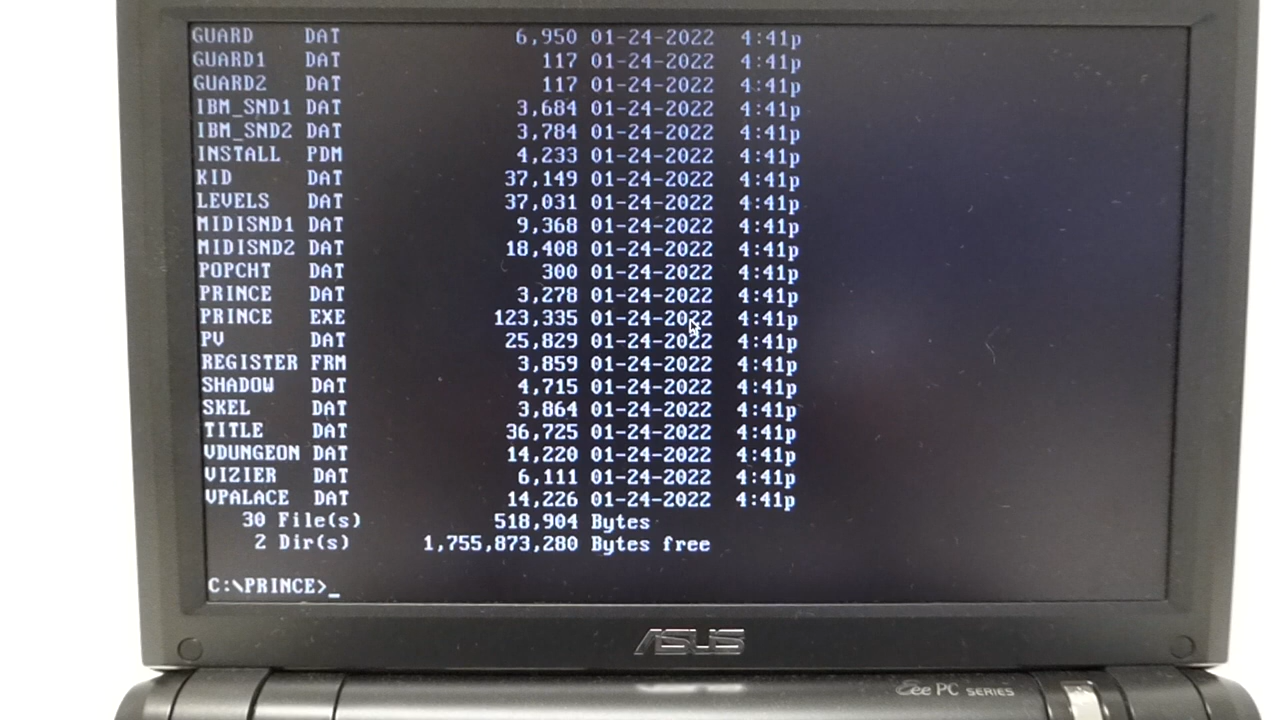 GUARD DAT 6,950 01-24-2022 4:41p
GUARD1 DAT 117 01-24-2022 4:41p
GUARD2 DAT 117 01-24-2022 4:41p
IBM_SND1 DAT 3,684 01-24-2022 4:41p
IBM_SND2 DAT 3,784 01-24-2022 4:41p
INSTALL PDM 4,233 01-24-2022 4:41p
KID DAT 37,149 01-24-2022 4:41p
LEVELS DAT 37,031 01-24-2022 4:41p
MIDISND1 DAT 9,368 01-24-2022 4:41p
MIDISND2 DAT 18,408 01-24-2022 4:41p
POPCHT DAT 300 01-24-2022 4:41p
PRINCE DAT 3,278 01-24-2022 4:41p
PRINCE EXE 123,335 01-24-2022 4:41p
PV DAT 25,829 01-24-2022 4:41p
REGISTER FRM 3,859 01-24-2022 4:41p
SHADOW DAT 4,715 01-24-2022 4:41p
SKEL DAT 3,864 01-24-2022 4:41p
TITLE DAT 36,725 01-24-2022 4:41p
VDUNGEON DAT 14,220 01-24-2022 4:41p
VIZIER DAT 6,111 01-24-2022 4:41p
VPALACE DAT 14,226 01-24-2022 4:41p
30 File(s) 518,904 Bytes
2 Dir(s) 1,755,873,280 Bytes free
C:\PRINCE>_
ASUS
Eee PC SERIES